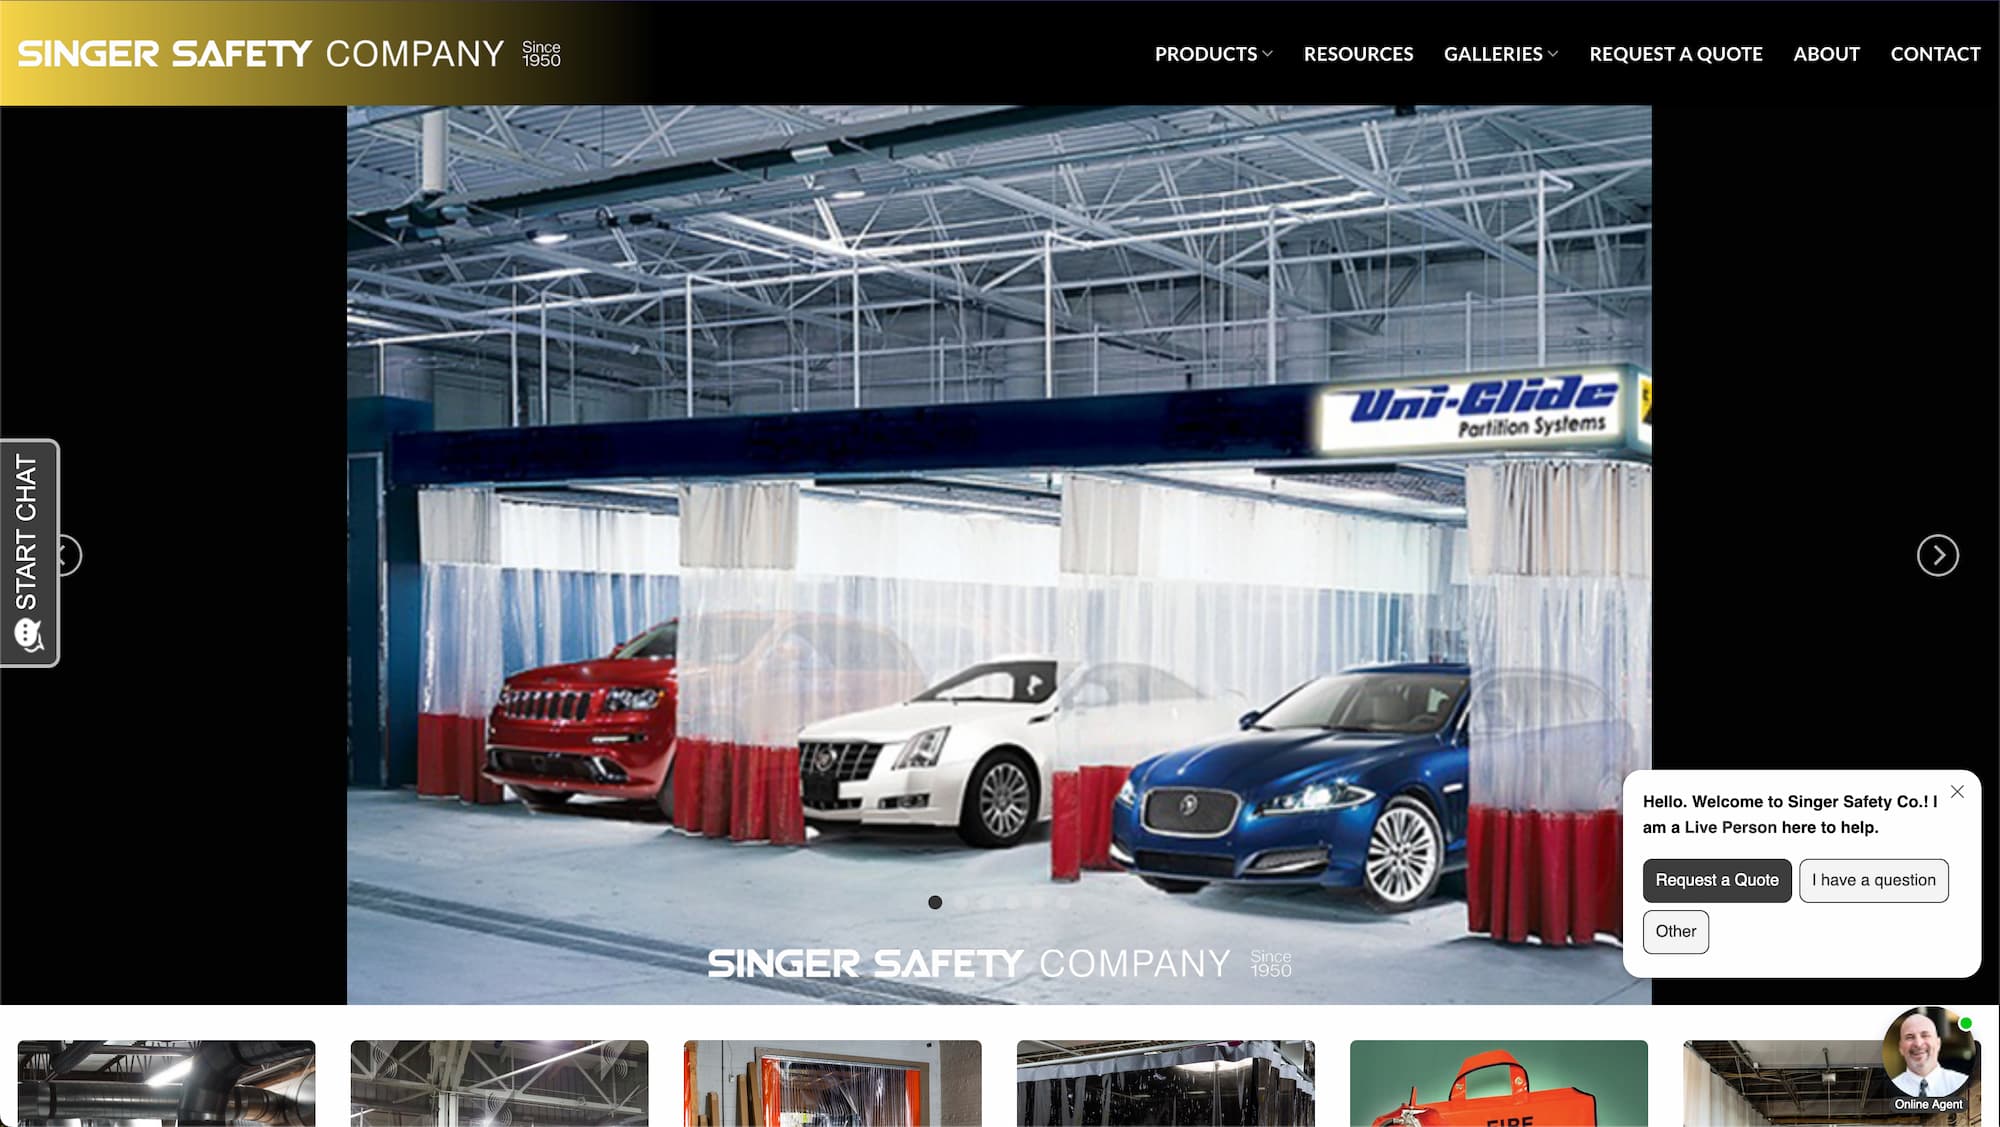 SINGER SAFETY COMPANY Since 1950
PRODUCTS
RESOURCES
GALLERIES
REQUEST A QUOTE
ABOUT
CONTACT
Uni-Glide
Partition Systems
START CHAT
SINGER SAFETY COMPANY Since 1950
Hello. Welcome to Singer Safety Co.! I
am a Live Person here to help.
Request a Quote
I have a question
Other
FIRE
Online Agent